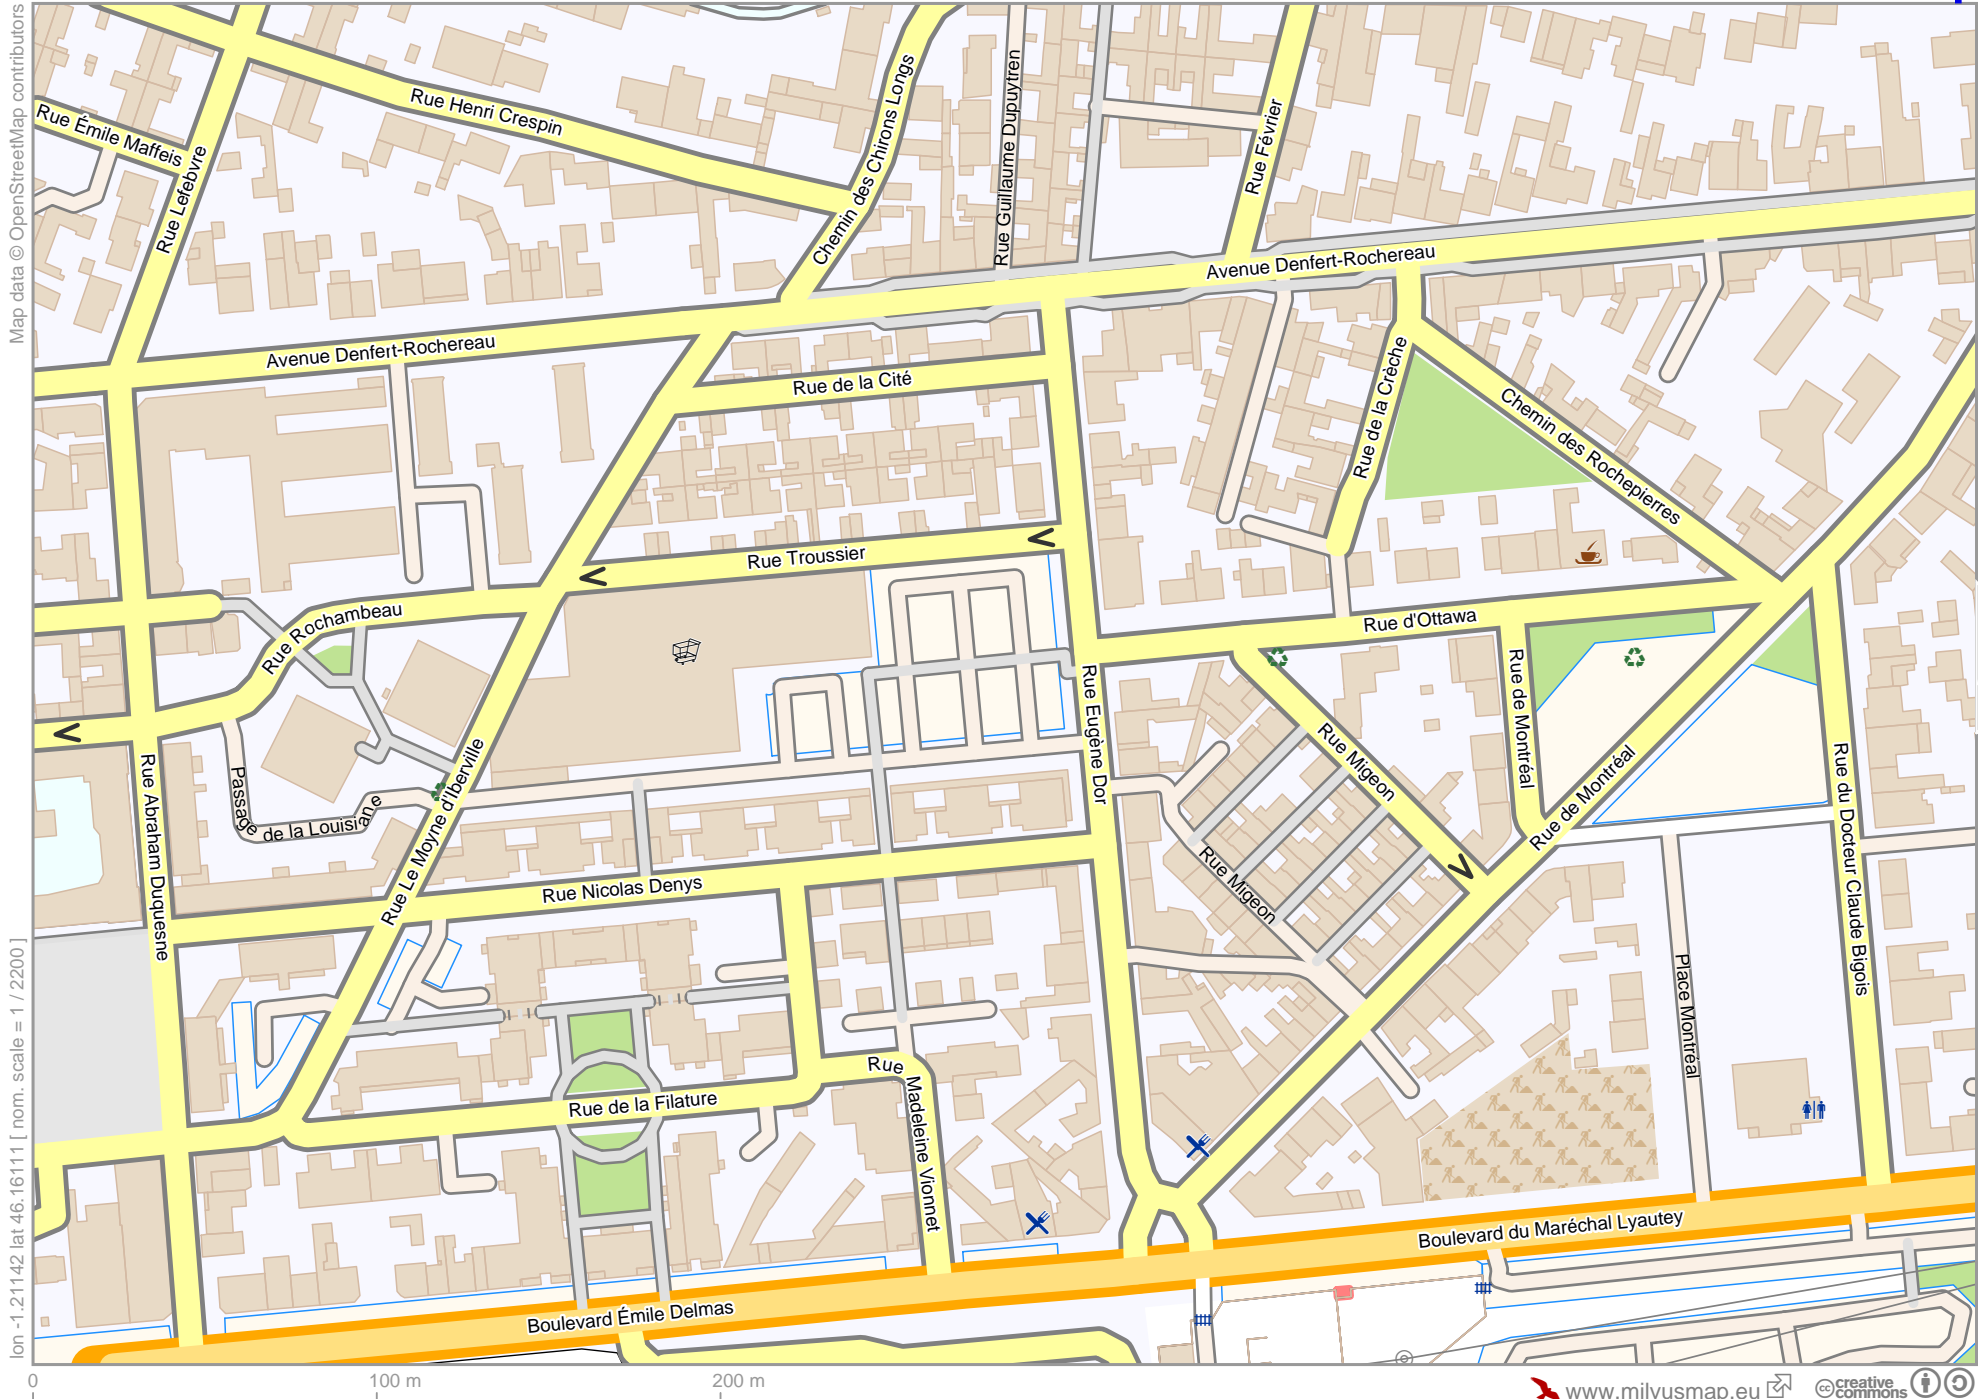 Map data © OpenStreetMap contributors
lon -1.21142 lat 46.16111 [ nom. scale = 1 / 2200 ]
Rue Henri Crespin
Rue Émile Maffeis
Rue Lefebvre
Chemin des Chirons Longs
Rue Guillaume Dupuytren
Rue Février
Avenue Denfert-Rochereau
Avenue Denfert-Rochereau
Rue de la Cité
Rue de la Crèche
Chemin des Rochepierres
Rue Troussier
Rue Rochambeau
Rue d'Ottawa
Rue de Montréal
Rue Eugène Dor
Rue Migeon
Rue de Montréal
Rue du Docteur Claude Bigois
Rue Abraham Duquesne
Passage de la Louisiane
Rue Le Moyne d'Iberville
Rue Migeon
Rue Nicolas Denys
Place Montréal
Rue Madeleine Vionnet
Rue de la Filature
Boulevard du Maréchal Lyautey
Boulevard Émile Delmas
0
100 m
200 m
www.milvusmap.eu
cc creative commons